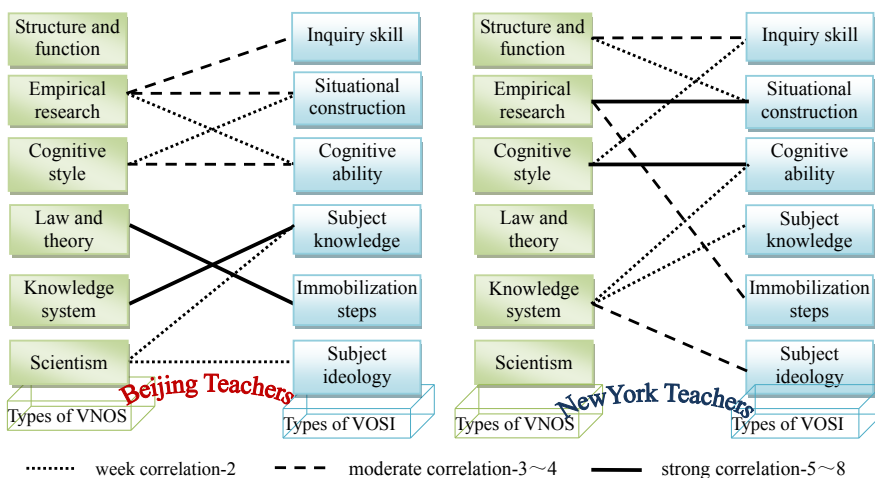 Structure and
function
Inquiry skill
Empirical
research
Situational
construction
Cognitive
style
Cognitive
ability
Law and
theory
Subject
knowledge
Knowledge
system
Immobilization
steps
Scientism
Subject
ideology
Beijing Teachers
Types of VNOS
Types of VOSI
Structure and
function
Inquiry skill
Empirical
research
Situational
construction
Cognitive
style
Cognitive
ability
Law and
theory
Subject
knowledge
Knowledge
system
Immobilization
steps
Scientism
Subject
ideology
NewYork Teachers
Types of VNOS
Types of VOSI
week correlation-2
moderate correlation-3～4
strong correlation-5～8